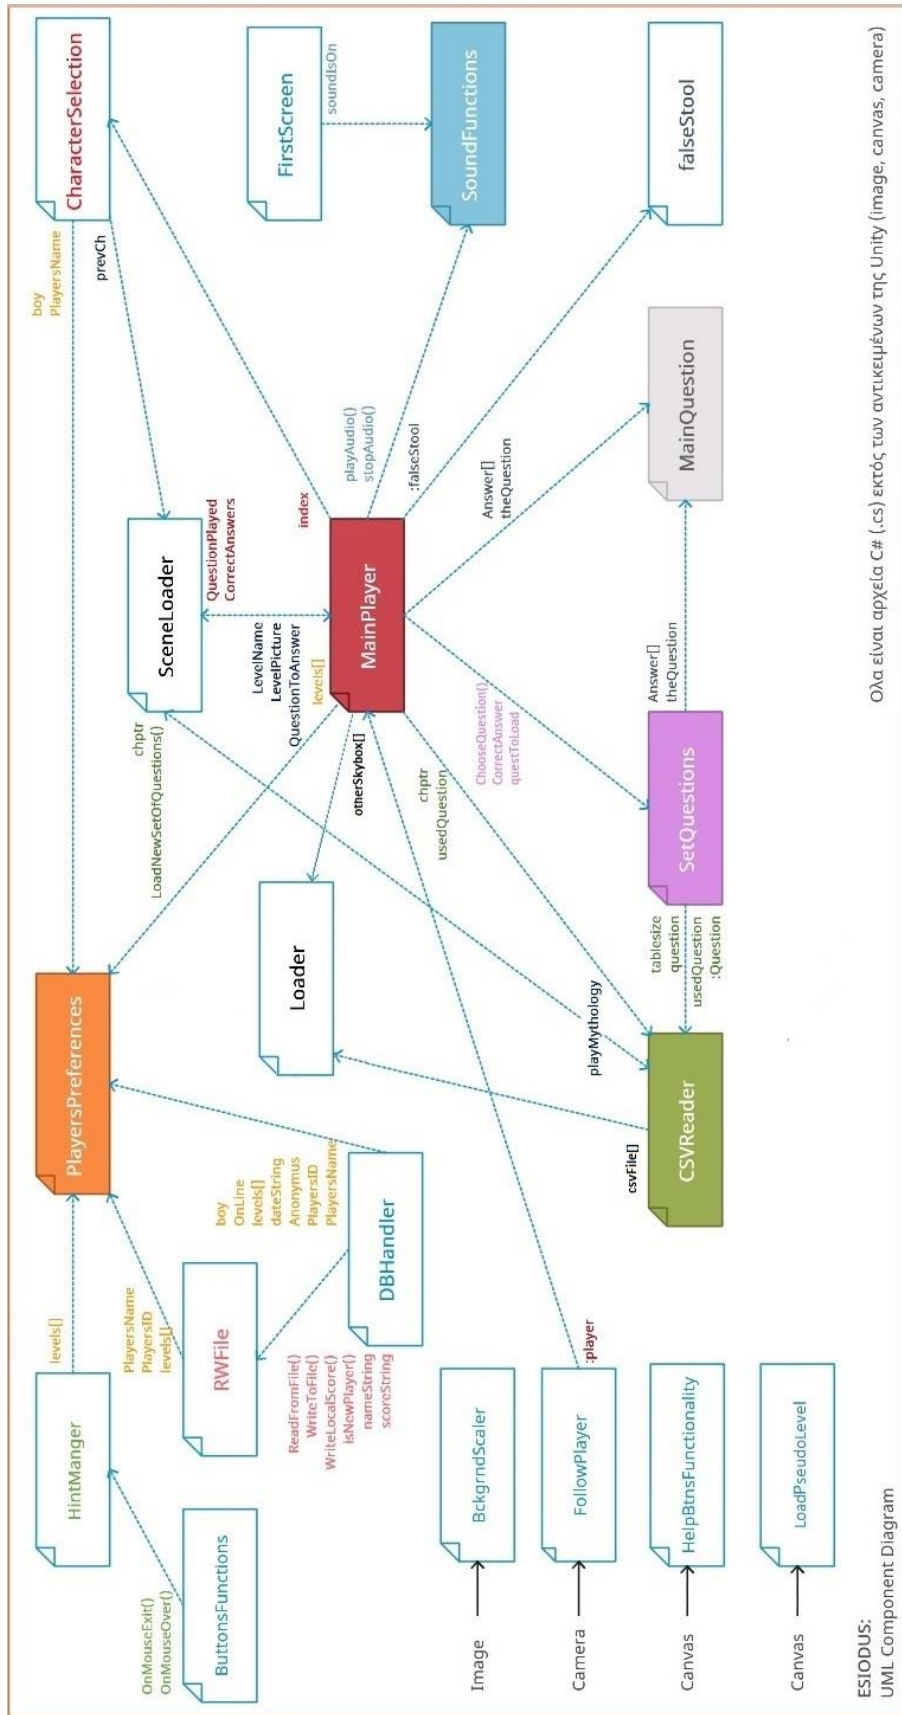 HintManger
levels[]
PlayersPreferences
boy
PlayersName
CharacterSelection
prevCh
OnMouseExit()
OnMouseOver()
ButtonsFunctions
PlayersName
PlayersID
levels[]
RWFile
chptr
LoadNewSetOfQuestions()
SceneLoader
QuestionPlayed
CorrectAnswers
FirstScreen
soundIsOn
boy
OnLine
levels[]
dateString
Anonymus
PlayersID
PlayersName
Loader
LevelName
LevelPicture
QuestionToAnswer
levels[]
index
ReadFromFile()
WriteToFile()
WriteLocalScore()
isNewPlayer()
nameString
scoreString
DBHandler
otherSkybox[]
MainPlayer
playAudio()
stopAudio()
:falseStool
SoundFunctions
chptr
usedQuestion
ChooseQuestion()
CorrectAnswer
questToLoad
Answer[]
theQuestion
Image
BckgrndScaler
Camera
FollowPlayer
:player
playMythology
csvFile[]
CSVReader
tablesize
question
usedQuestion
:Question
SetQuestions
Answer[]
theQuestion
MainQuestion
falseStool
Canvas
HelpBtnsFunctionality
Canvas
LoadPseudoLevel
ESIODUS:
UML Component Diagram
Ολα είναι αρχεία C# (.cs) εκτός των αντικειμένων της Unity (image, canvas, camera)